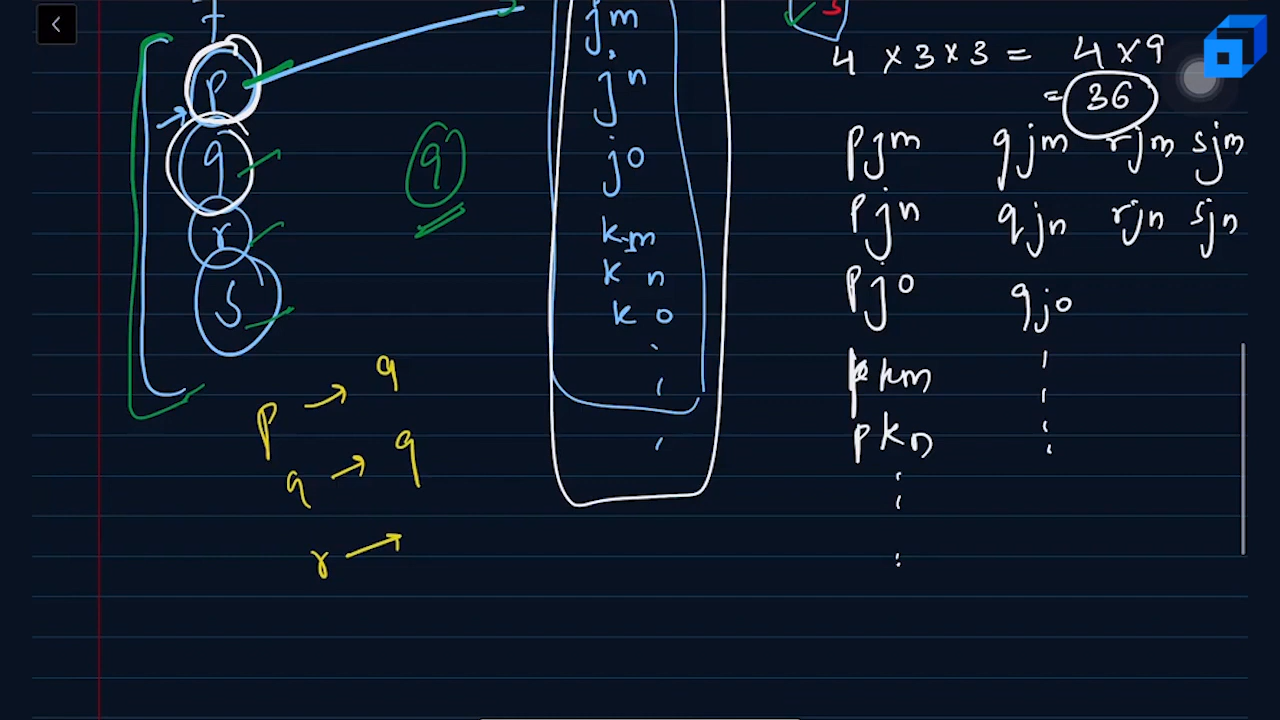 7
p
q
r
s
q
p → q
q → q
r →
jm
jn
jo
km
kn
ko
s
4 × 3 × 3 = 4 × 9
= 36
pjm qjm rjm sjm
pjn qjn rjn sjn
pjo qjo
pkm
pkn